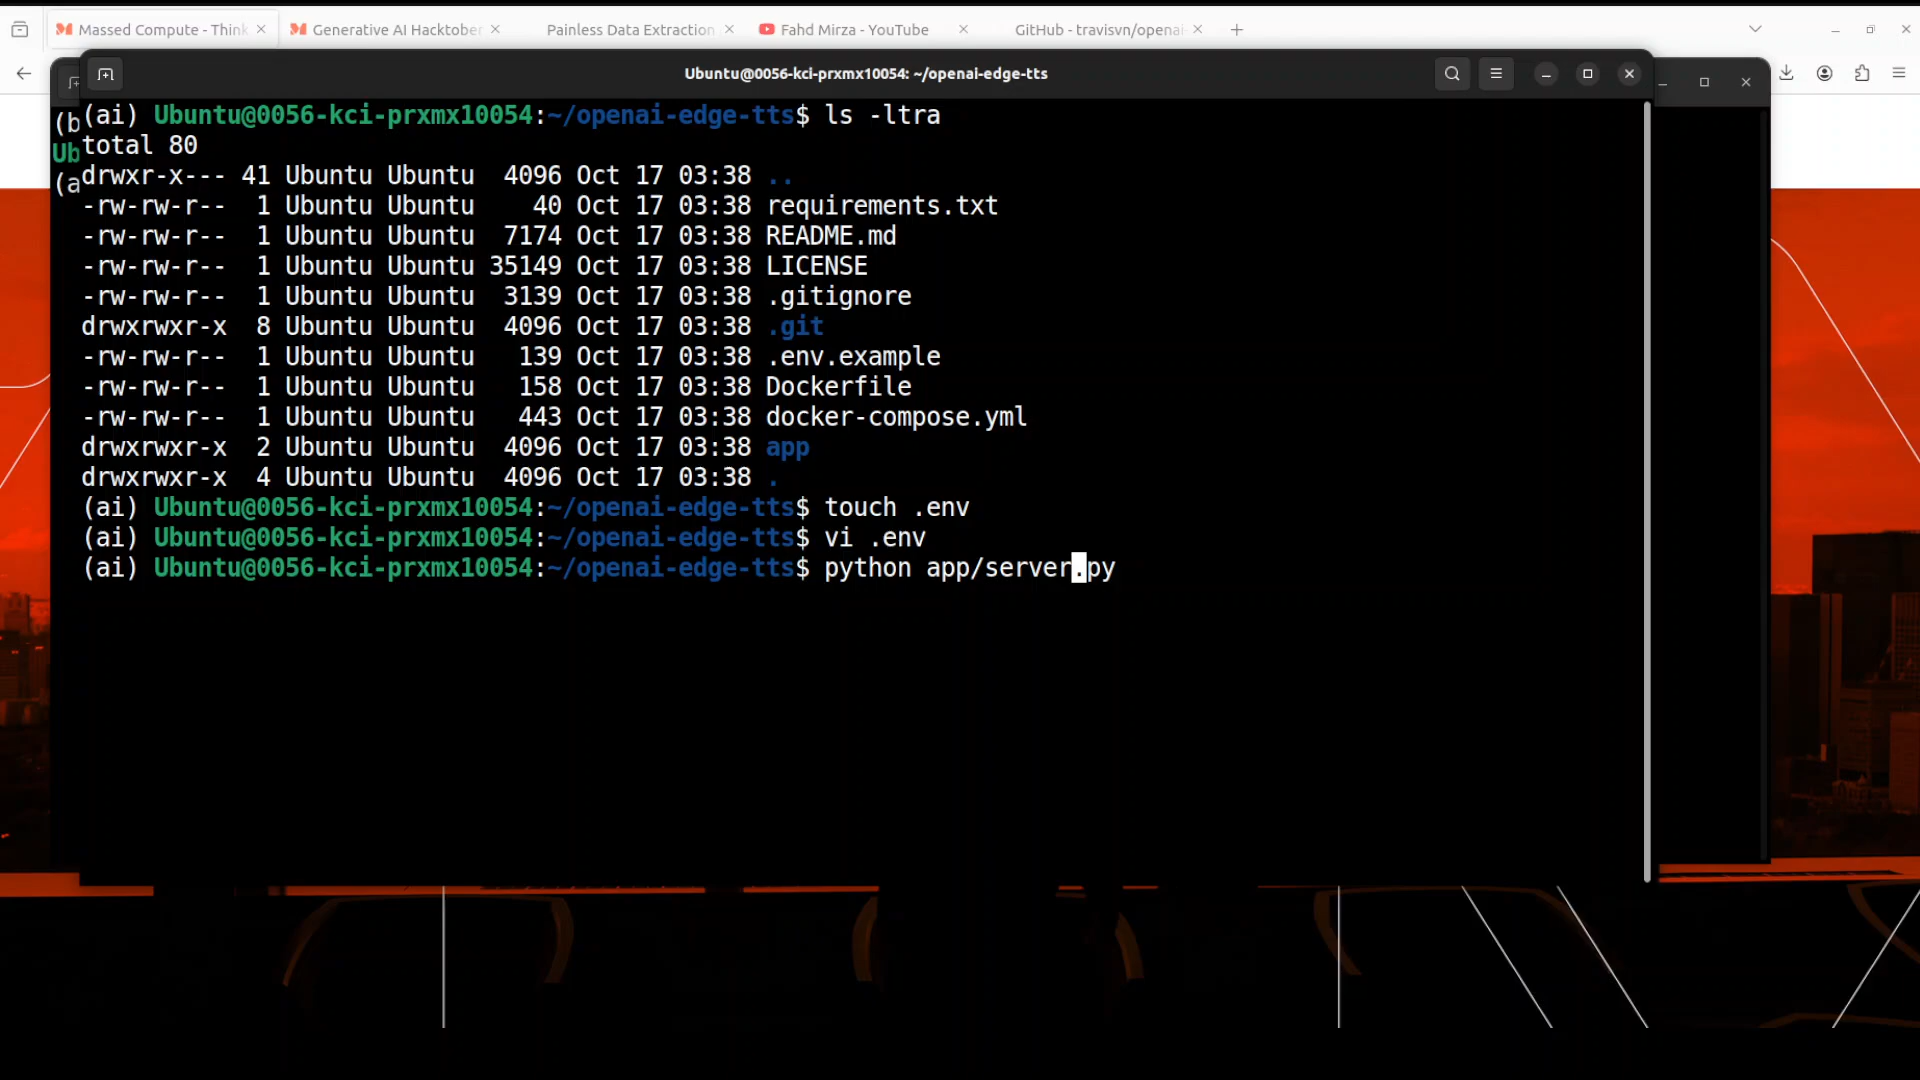 Massed Compute - Think
Generative AI Hacktober
Painless Data Extraction
Fahd Mirza - YouTube
GitHub - travisvn/openai-
Ubuntu@0056-kci-prxmx10054: ~/openai-edge-tts
(b
Ub
(a
(ai) Ubuntu@0056-kci-prxmx10054:~/openai-edge-tts$ ls -ltra
total 80
drwxr-x--- 41 Ubuntu Ubuntu  4096 Oct 17 03:38 ..
-rw-rw-r--  1 Ubuntu Ubuntu    40 Oct 17 03:38 requirements.txt
-rw-rw-r--  1 Ubuntu Ubuntu  7174 Oct 17 03:38 README.md
-rw-rw-r--  1 Ubuntu Ubuntu 35149 Oct 17 03:38 LICENSE
-rw-rw-r--  1 Ubuntu Ubuntu  3139 Oct 17 03:38 .gitignore
drwxrwxr-x  8 Ubuntu Ubuntu  4096 Oct 17 03:38 .git
-rw-rw-r--  1 Ubuntu Ubuntu   139 Oct 17 03:38 .env.example
-rw-rw-r--  1 Ubuntu Ubuntu   158 Oct 17 03:38 Dockerfile
-rw-rw-r--  1 Ubuntu Ubuntu   443 Oct 17 03:38 docker-compose.yml
drwxrwxr-x  2 Ubuntu Ubuntu  4096 Oct 17 03:38 app
drwxrwxr-x  4 Ubuntu Ubuntu  4096 Oct 17 03:38 .
(ai) Ubuntu@0056-kci-prxmx10054:~/openai-edge-tts$ touch .env
(ai) Ubuntu@0056-kci-prxmx10054:~/openai-edge-tts$ vi .env
(ai) Ubuntu@0056-kci-prxmx10054:~/openai-edge-tts$ python app/server.py